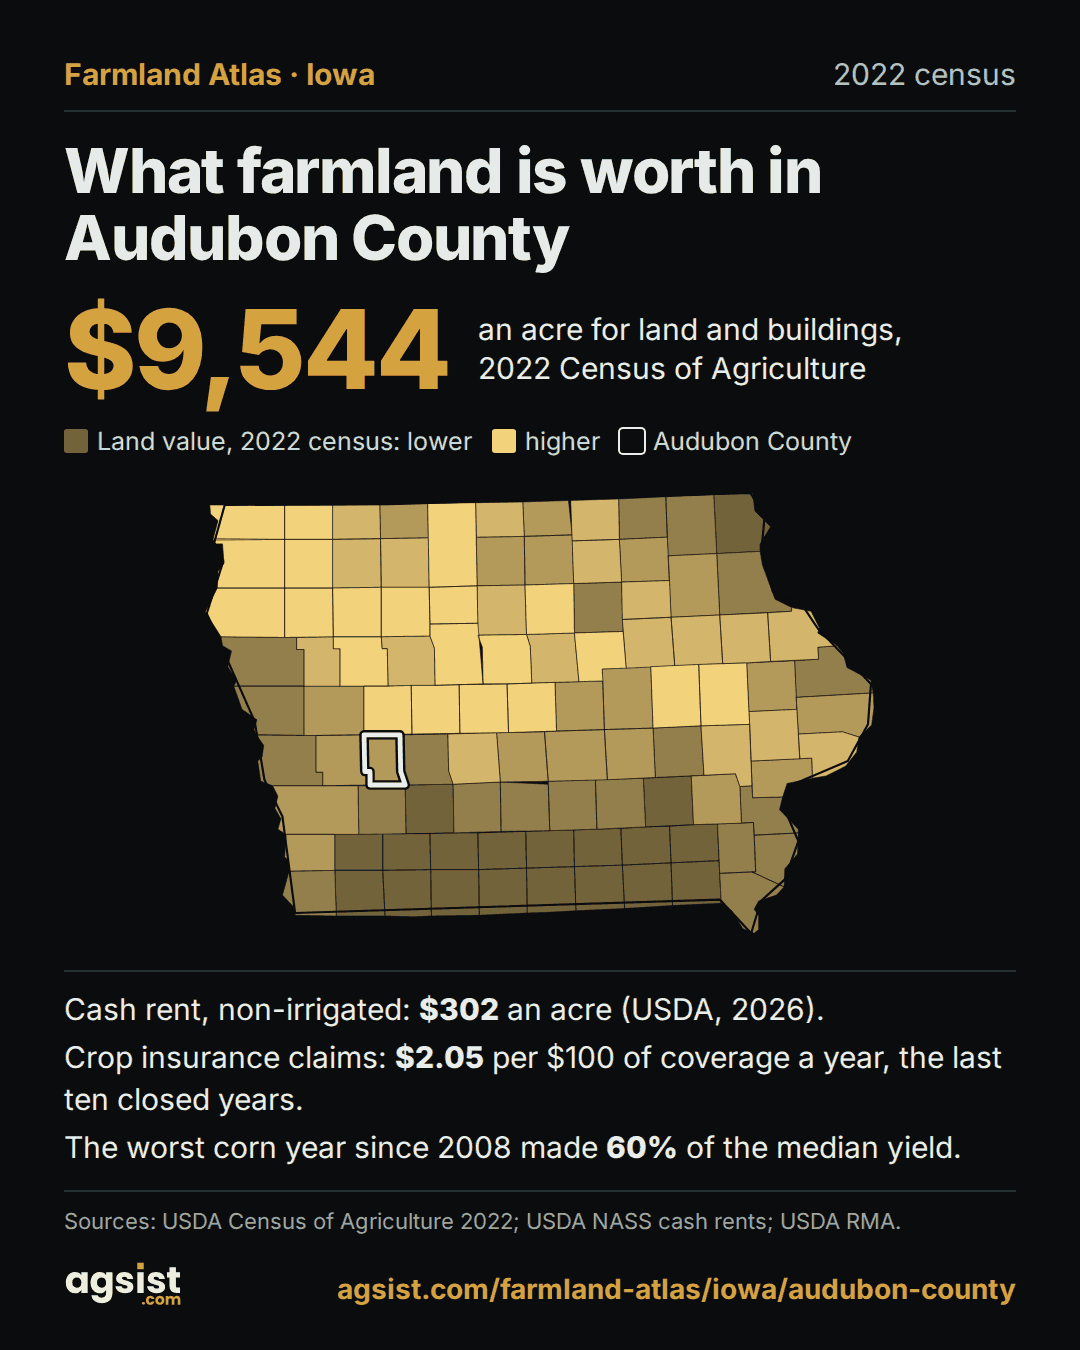 Farmland Atlas · Iowa
2022 census
What farmland is worth in
Audubon County
$9,544
an acre for land and buildings,
2022 Census of Agriculture
Land value, 2022 census: lower
higher
Audubon County
Cash rent, non-irrigated: $302 an acre (USDA, 2026).
Crop insurance claims: $2.05 per $100 of coverage a year, the last
ten closed years.
The worst corn year since 2008 made 60% of the median yield.
Sources: USDA Census of Agriculture 2022; USDA NASS cash rents; USDA RMA.
agsist
.com
agsist.com/farmland-atlas/iowa/audubon-county